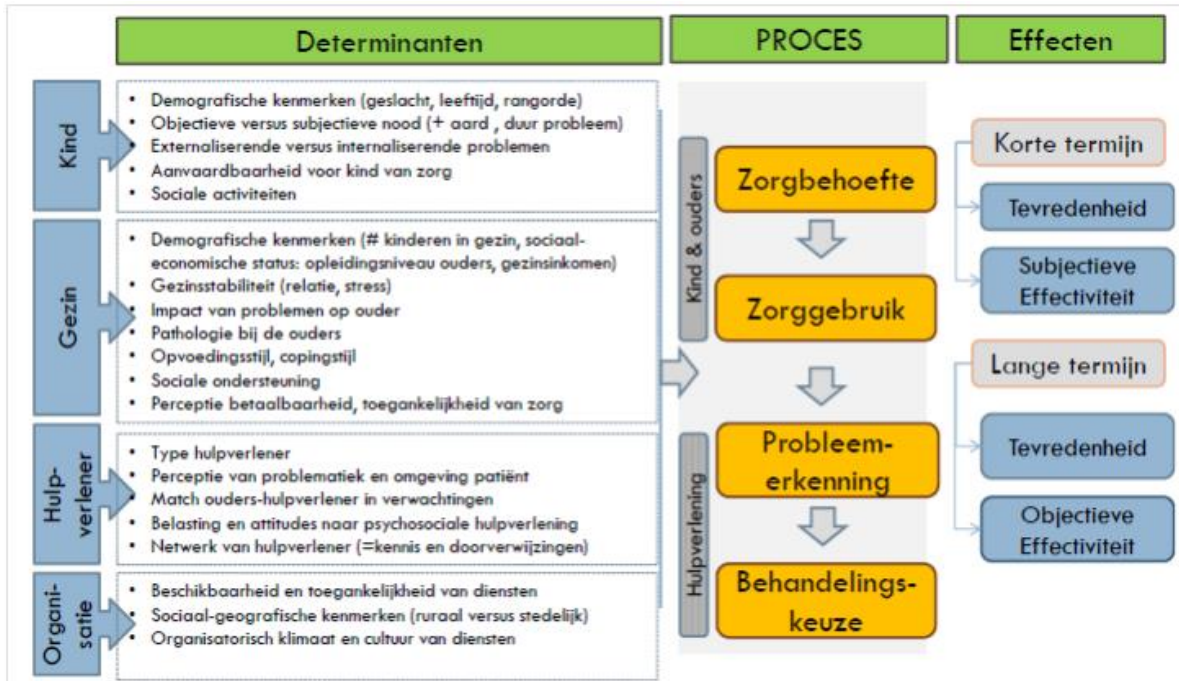 Determinanten
PROCES
Effecten
Kind
• Demografische kenmerken (geslacht, leeftijd, rangorde)
• Objectieve versus subjectieve nood (+ aard , duur probleem)
• Externaliserende versus internaliserende problemen
• Aanvaardbaarheid voor kind van zorg
• Sociale activiteiten
Gezin
• Demografische kenmerken (# kinderen in gezin, sociaal-
economische status: opleidingsniveau ouders, gezinsinkomen)
• Gezinsstabiliteit (relatie, stress)
• Impact van problemen op ouder
• Pathologie bij de ouders
• Opvoedingsstijl, copingstijl
• Sociale ondersteuning
• Perceptie betaalbaarheid, toegankelijkheid van zorg
Hulp-
verlener
• Type hulpverlener
• Perceptie van problematiek en omgeving patiënt
• Match ouders-hulpverlener in verwachtingen
• Belasting en attitudes naar psychosociale hulpverlening
• Netwerk van hulpverlener (=kennis en doorverwijzingen)
Organi-
satie
• Beschikbaarheid en toegankelijkheid van diensten
• Sociaal-geografische kenmerken (ruraal versus stedelijk)
• Organisatorisch klimaat en cultuur van diensten
Kind & ouders
Zorgbehoefte
Zorggebruik
Hulpverlening
Probleem-
erkenning
Behandelings-
keuze
Korte termijn
Tevredenheid
Subjectieve
Effectiviteit
Lange termijn
Tevredenheid
Objectieve
Effectiviteit